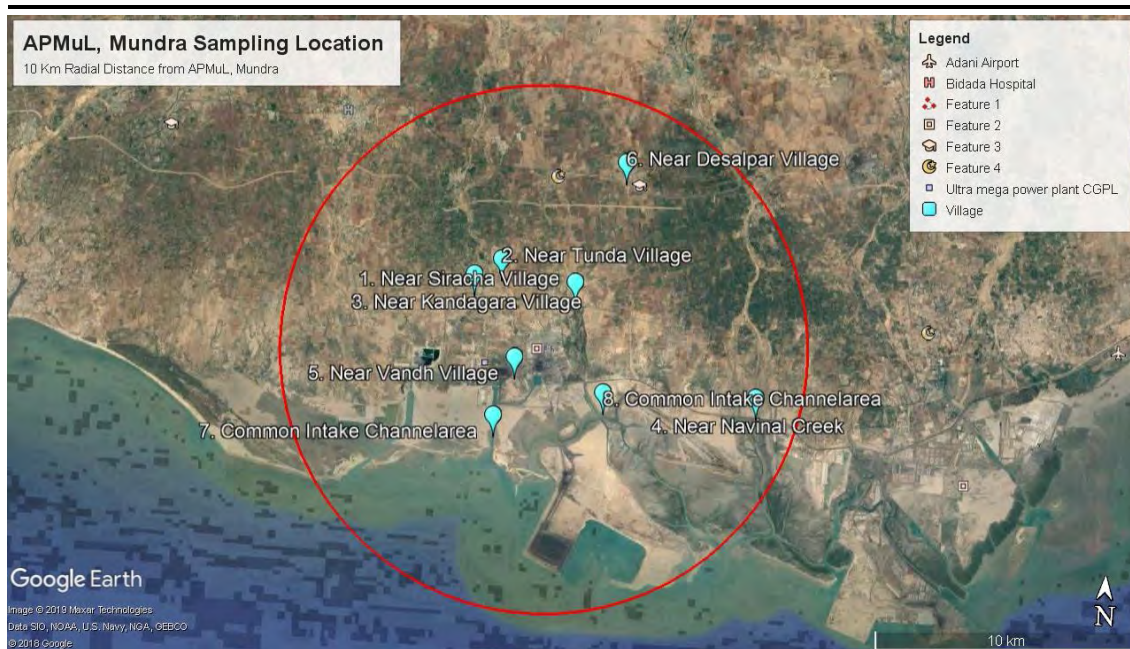 APMuL, Mundra Sampling Location
10 Km Radial Distance from APMuL, Mundra
Legend
Adani Airport
Bidada Hospital
Feature 1
Feature 2
Feature 3
Feature 4
Ultra mega power plant CGPL
Village
6. Near Desalpar Village
2. Near Tunda Village
1. Near Siracha Village
3. Near Kandagara Village
5. Near Vandh Village
8. Common Intake Channelarea
7. Common Intake Channelarea
4. Near Navinal Creek
Google Earth
Image © 2019 Maxar Technologies
Data SIO, NOAA, U.S. Navy, NGA, GEBCO
© 2018 Google
N
10 km